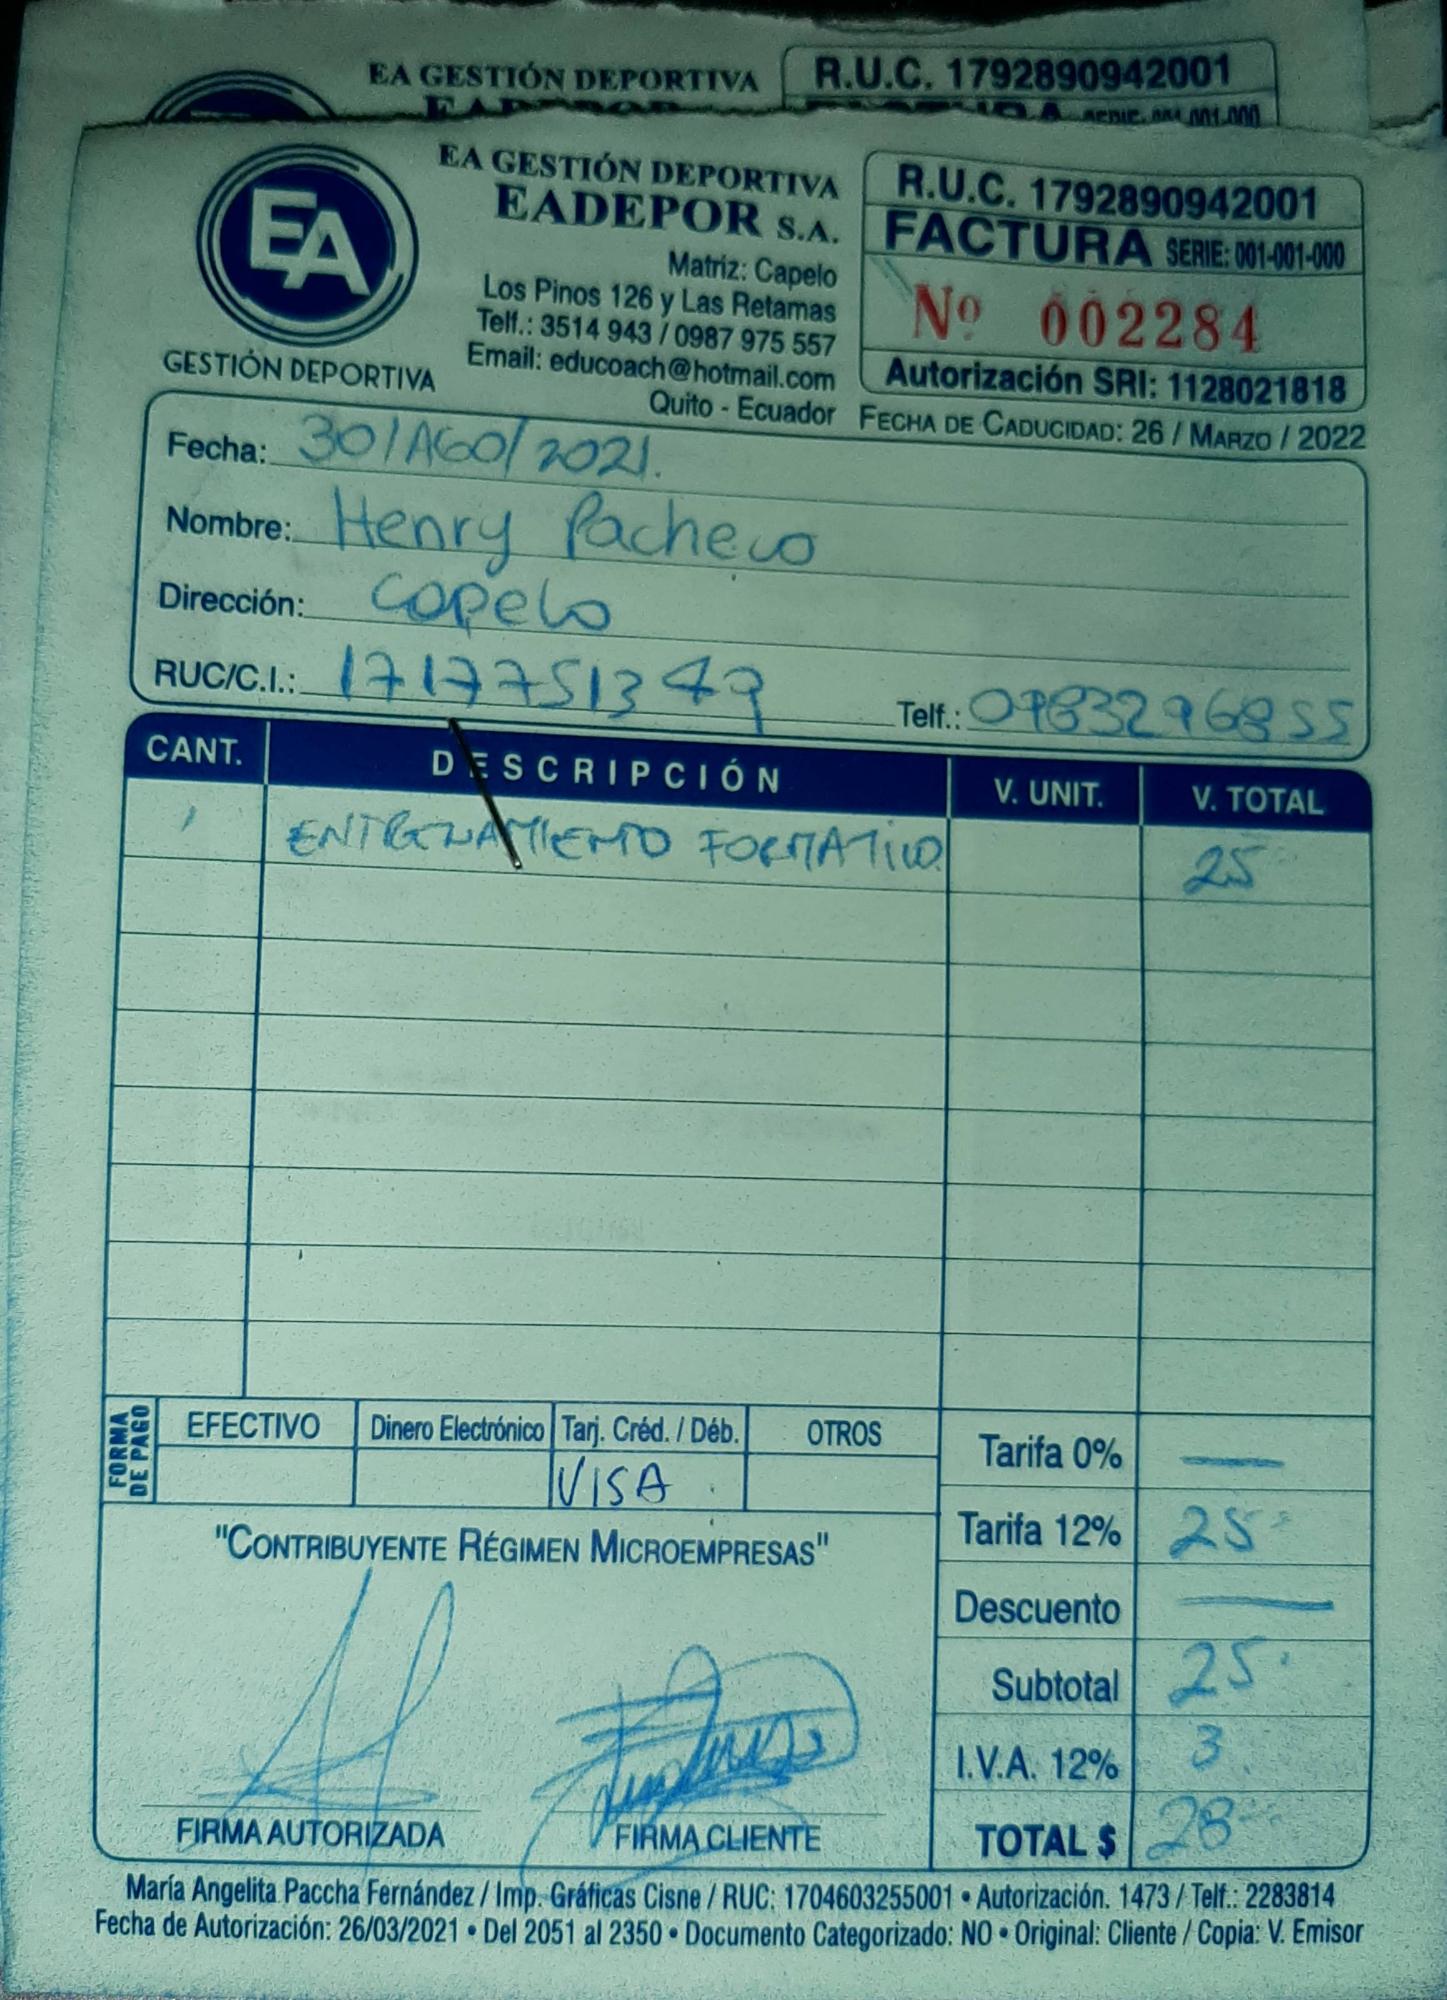 EA GESTIÓN DEPORTIVA
R.U.C. 1792890942001
EA
GESTIÓN DEPORTIVA
EA GESTIÓN DEPORTIVA
EADEPOR S.A.
Matriz: Capelo
Los Pinos 126 y Las Retamas
Telf.: 3514 943 / 0987 975 557
Email: educoach@hotmail.com
Quito - Ecuador
R.U.C. 1792890942001
FACTURA SERIE: 001-001-000
Nº 002284
Autorización SRI: 1128021818
FECHA DE CADUCIDAD: 26 / MARZO / 2022
Fecha: 30/AGO/2021.
Nombre: Henry Pacheco
Dirección: Capelo
RUC/C.I.: 1717751349 Telf.: 0983296855
CANT. DESCRIPCIÓN V. UNIT. V. TOTAL
1 ENTRENAMIENTO FORMATIVO 25
FORMA DE PAGO
EFECTIVO Dinero Electrónico Tarj. Créd. / Déb. OTROS
VISA
Tarifa 0% —
Tarifa 12% 25
Descuento —
Subtotal 25
I.V.A. 12% 3
TOTAL $ 28
"CONTRIBUYENTE RÉGIMEN MICROEMPRESAS"
FIRMA AUTORIZADA FIRMA CLIENTE
María Angelita Paccha Fernández / Imp. Gráficas Cisne / RUC: 1704603255001 • Autorización. 1473 / Telf.: 2283814
Fecha de Autorización: 26/03/2021 • Del 2051 al 2350 • Documento Categorizado: NO • Original: Cliente / Copia: V. Emisor